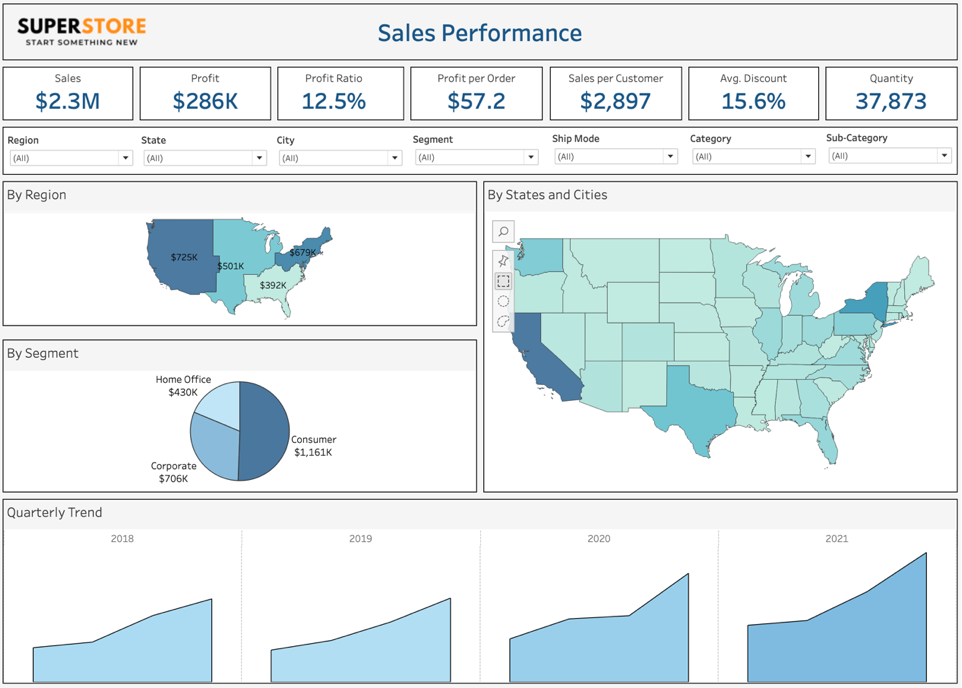 SUPERSTORE
START SOMETHING NEW
Sales Performance
Sales
$2.3M
Profit
$286K
Profit Ratio
12.5%
Profit per Order
$57.2
Sales per Customer
$2,897
Avg. Discount
15.6%
Quantity
37,873
Region
(All)
State
(All)
City
(All)
Segment
(All)
Ship Mode
(All)
Category
(All)
Sub-Category
(All)
By Region
$725K
$501K
$679K
$392K
By States and Cities
By Segment
Home Office
$430K
Consumer
$1,161K
Corporate
$706K
Quarterly Trend
2018
2019
2020
2021